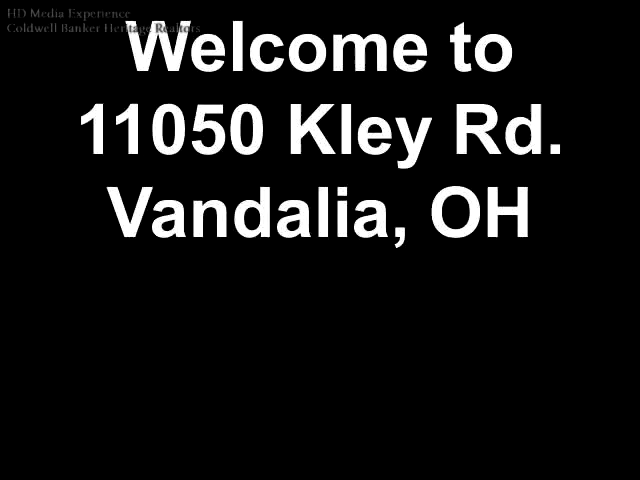 HD Media Experience
Coldwell Banker Heritage Realtors
Welcome to
11050 Kley Rd.
Vandalia, OH